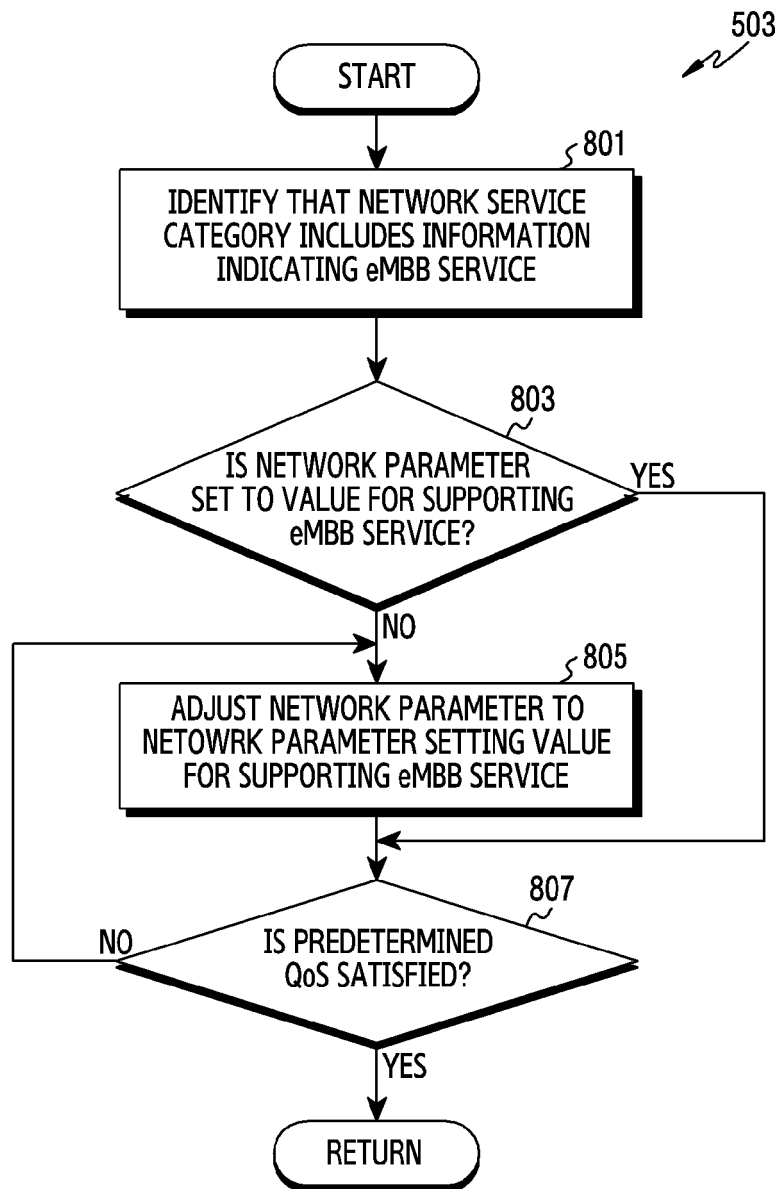 503
START
801
IDENTIFY THAT NETWORK SERVICE
CATEGORY INCLUDES INFORMATION
INDICATING eMBB SERVICE
803
IS NETWORK PARAMETER
SET TO VALUE FOR SUPPORTING
eMBB SERVICE?
YES
NO
805
ADJUST NETWORK PARAMETER TO
NETOWRK PARAMETER SETTING VALUE
FOR SUPPORTING eMBB SERVICE
807
NO
IS PREDETERMINED
QoS SATISFIED?
YES
RETURN